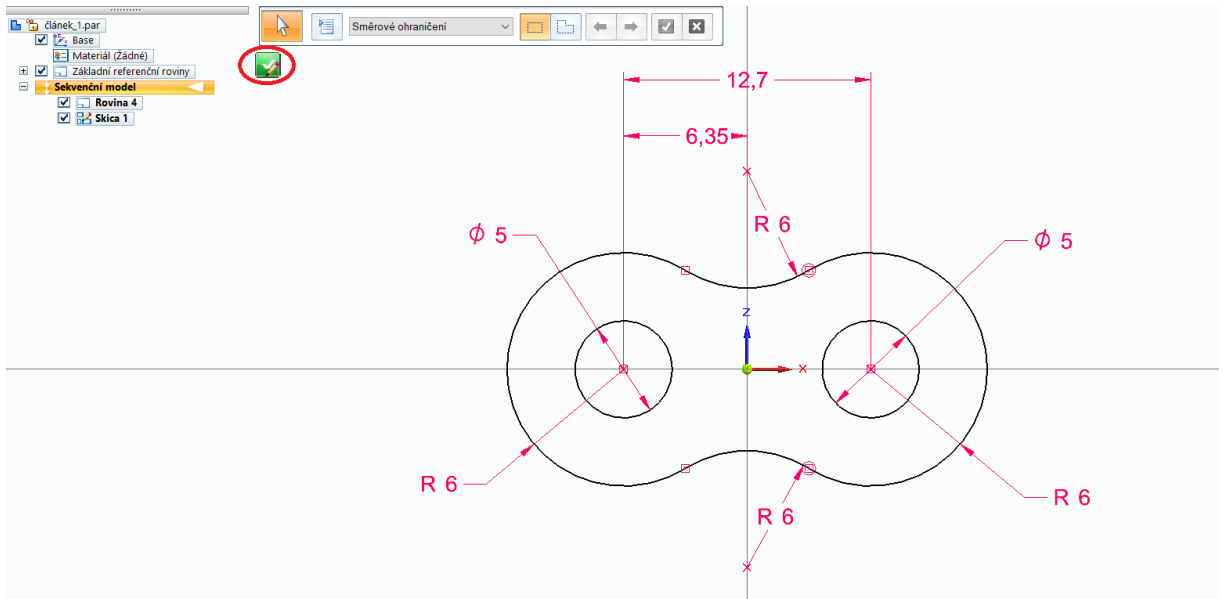 článek_1.par
Base
Materiál (Žádné)
Základní referenční roviny
Sekvenční model
Rovina 4
Skica 1
Směrové ohraničení
12,7
6,35
R 6
ϕ 5
ϕ 5
Z
X
R 6
R 6
R 6